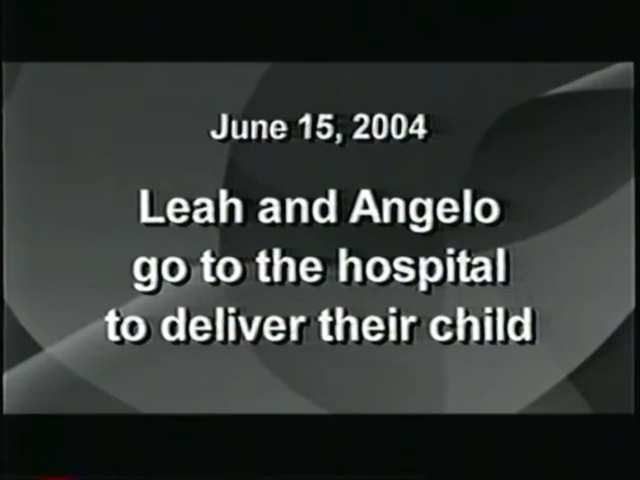 June 15, 2004
Leah and Angelo
go to the hospital
to deliver their child